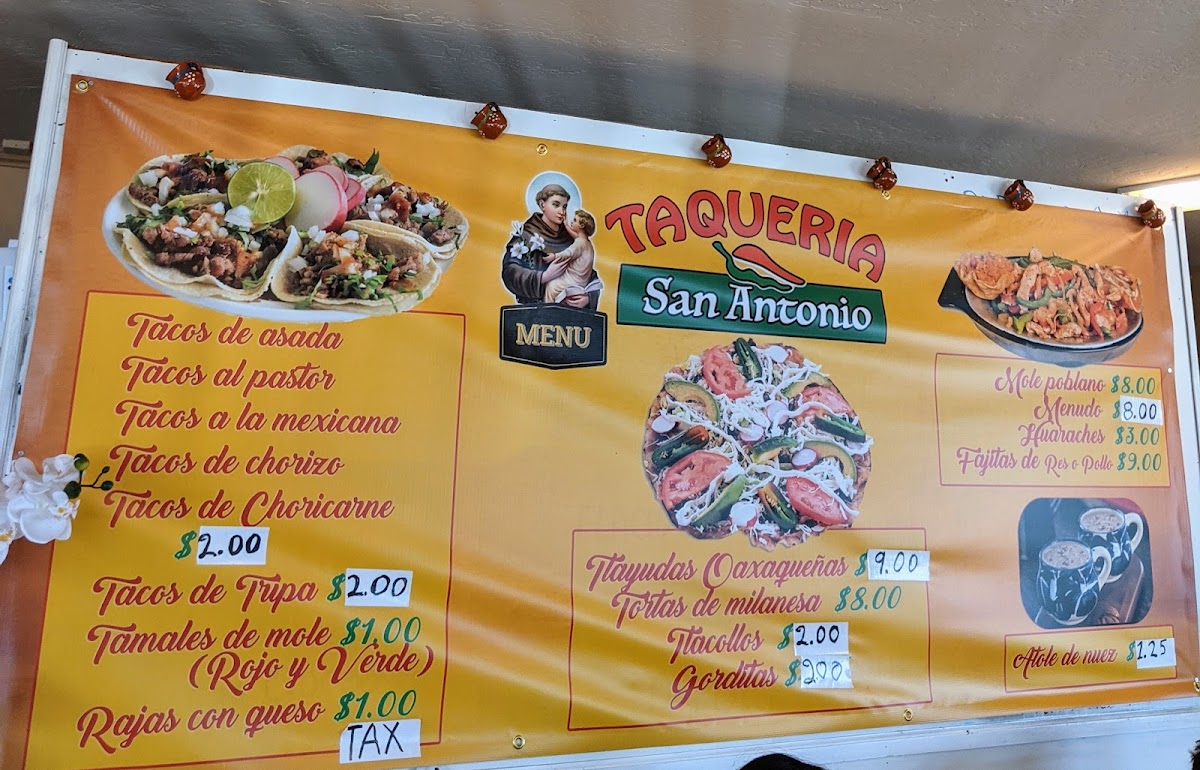 TAQUERIA
San Antonio
MENU
Tacos de asada
Tacos al pastor
Tacos a la mexicana
Tacos de chorizo
Tacos de Choricarne
$2.00
Tacos de Tripa $2.00
Tamales de mole $1.00
(Rojo y Verde)
Rajas con queso $1.00
TAX
Tlayudas Oaxaqueñas $9.00
Tortas de milanesa $8.00
Tlacollos $2.00
Gorditas $200
Mole poblano $8.00
Menudo $8.00
Huaraches $3.00
Fajitas de Res o Pollo $9.00
Atole de nuez $1.25